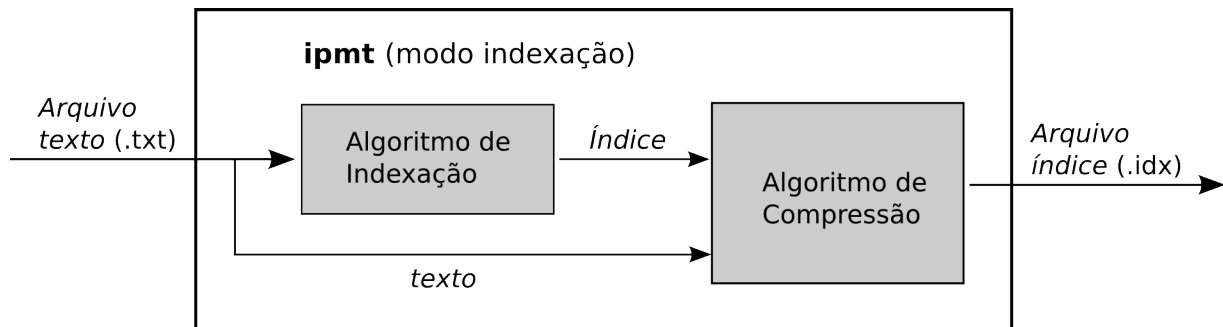 ipmt (modo indexação)
Arquivo
texto (.txt)
Algoritmo de
Indexação
Índice
Algoritmo de
Compressão
Arquivo
índice (.idx)
texto